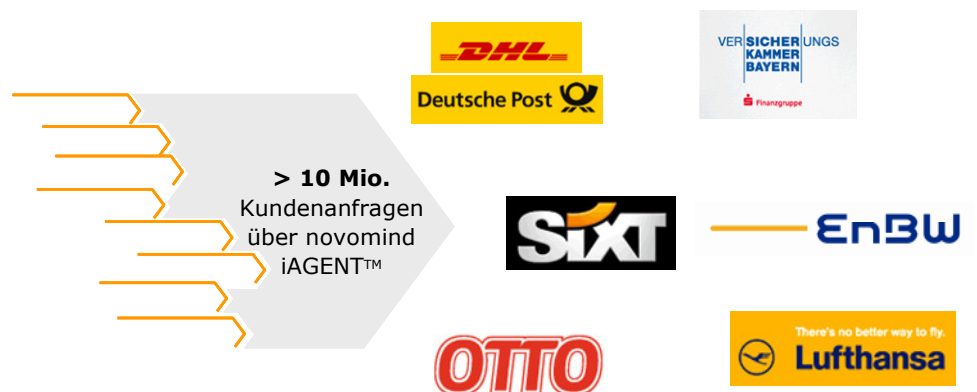 > 10 Mio.
Kundenanfragen
über novomind
iAGENT™
DHL
Deutsche Post
VERSICHERUNGS
KAMMER
BAYERN
S Finanzgruppe
SiXT
EnBW
OTTO
There's no better way to fly.
Lufthansa